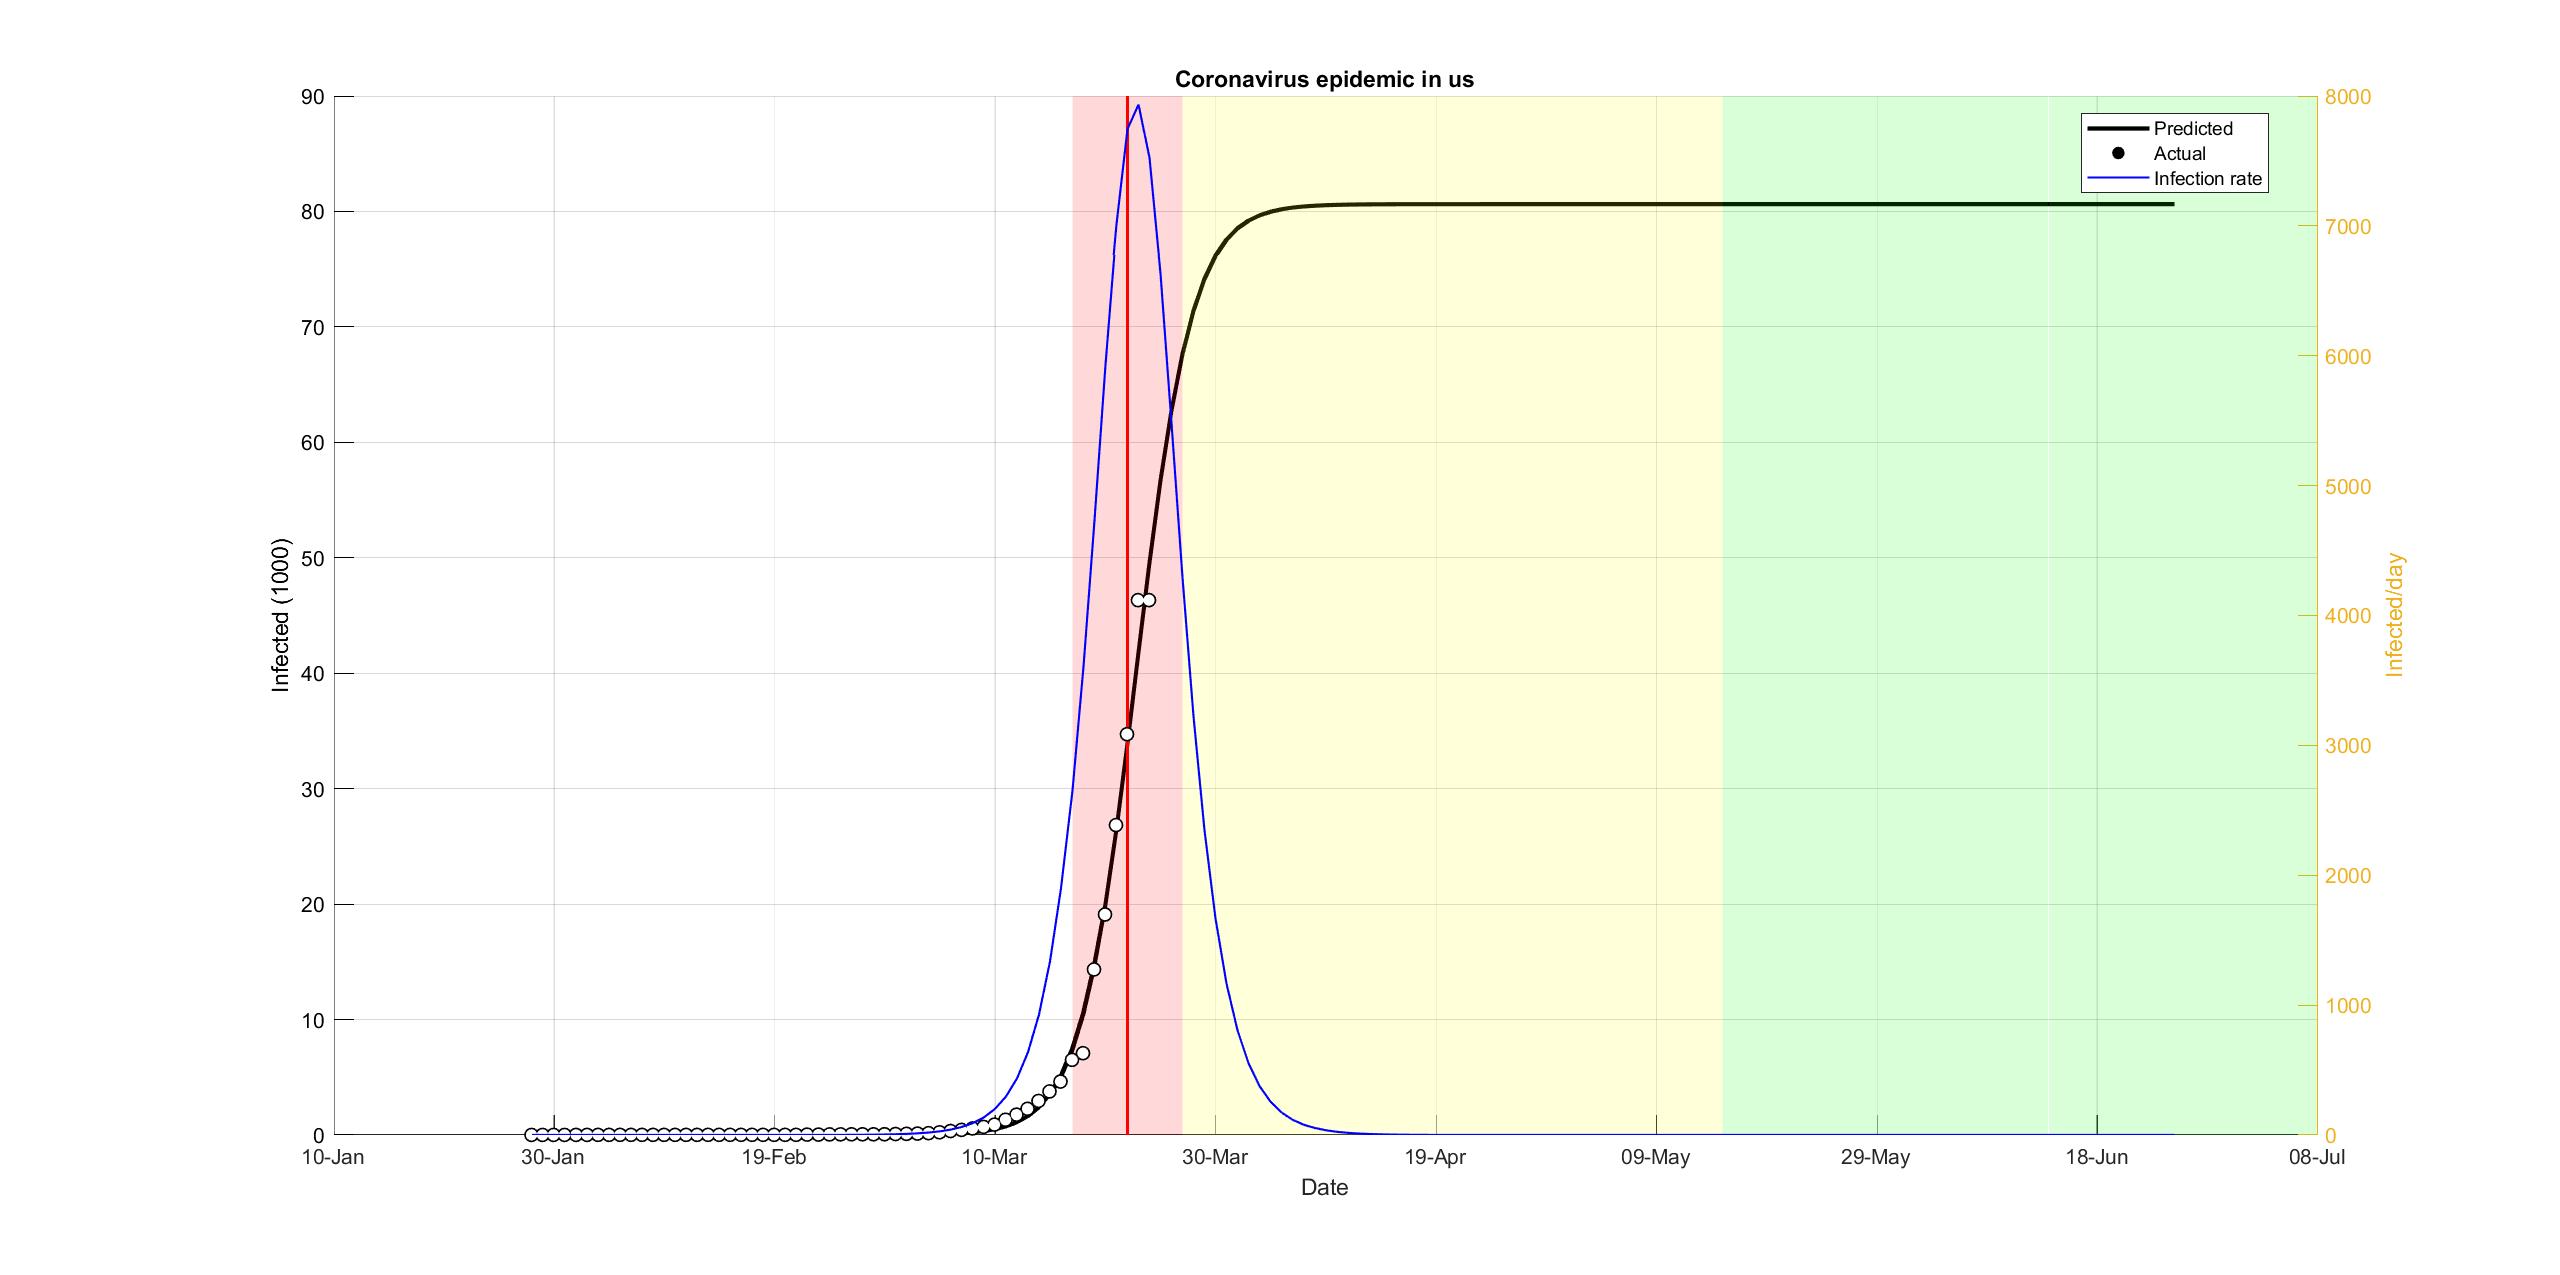 Coronavirus epidemic in us
90
80
70
60
50
40
30
20
10
0
Infected (1000)
8000
7000
6000
5000
4000
3000
2000
1000
0
Infected/day
Predicted
Actual
Infection rate
10-Jan 30-Jan 19-Feb 10-Mar 30-Mar 19-Apr 09-May 29-May 18-Jun 08-Jul
Date